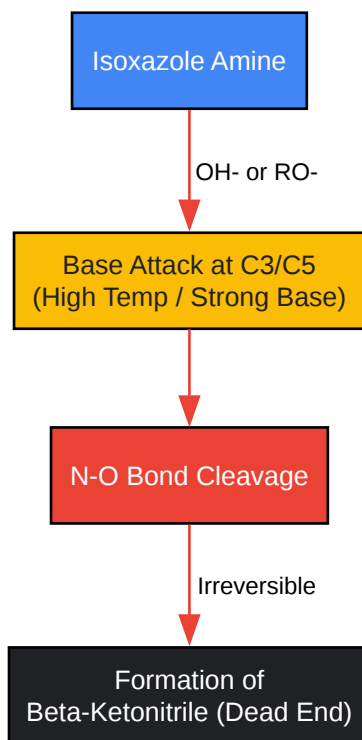 Isoxazole Amine
OH- or RO-
Base Attack at C3/C5
(High Temp / Strong Base)
N-O Bond Cleavage
Irreversible
Formation of
Beta-Ketonitrile (Dead End)